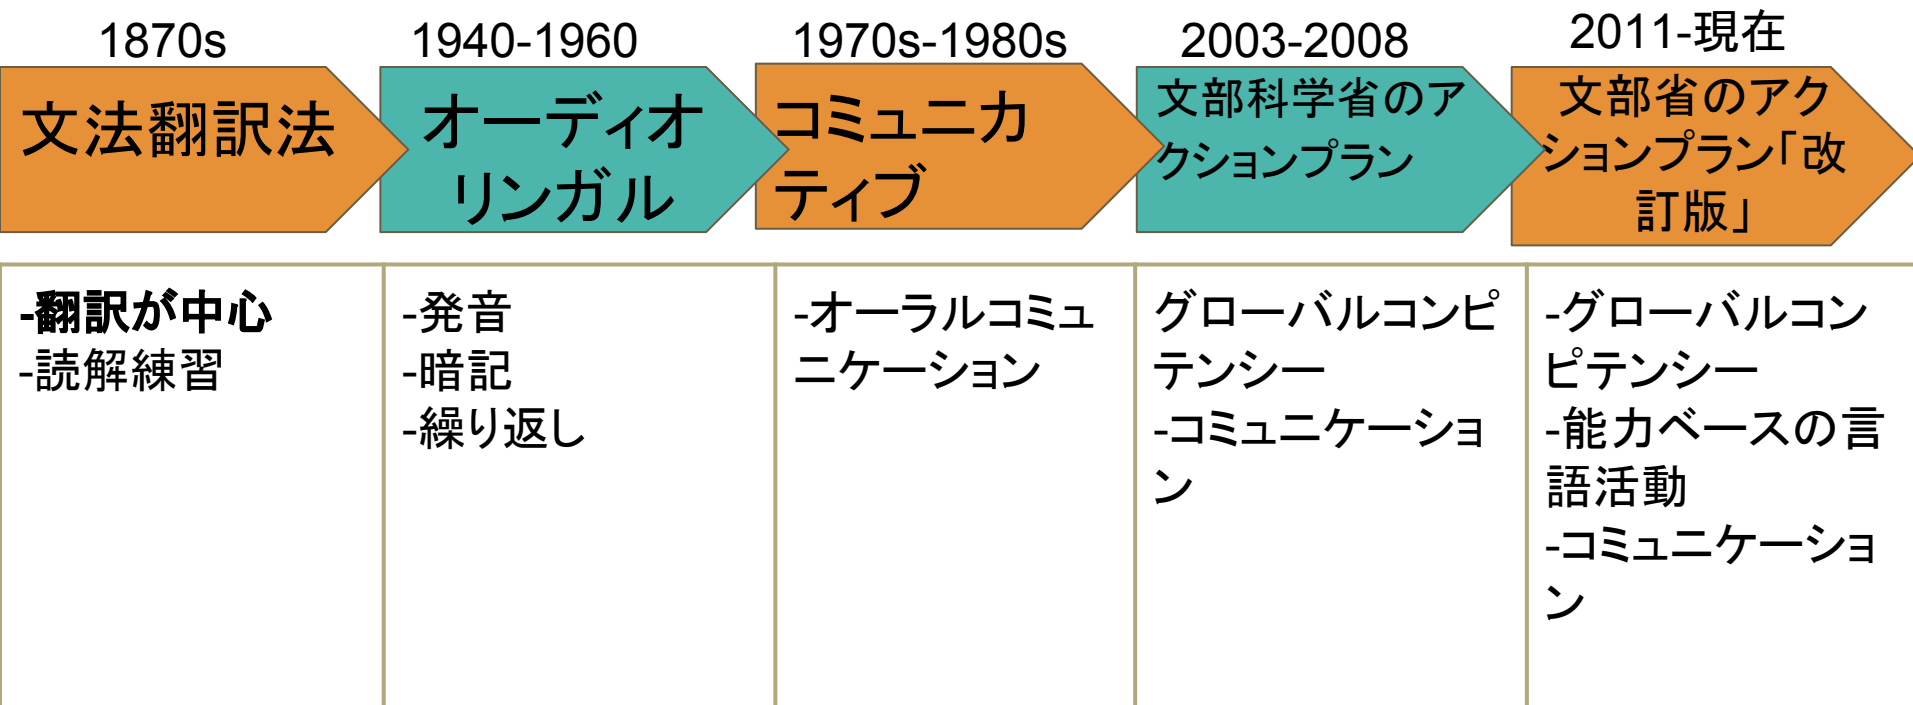 1870s
文法翻訳法
1940-1960
オーディオ
リンガル
1970s-1980s
コミュニカ
ティブ
2003-2008
文部科学省のア
クションプラン
2011-現在
文部省のアク
ションプラン「改
訂版」
-翻訳が中心
-読解練習
-発音
-暗記
-繰り返し
-オーラルコミュ
ニケーション
グローバルコンピ
テンシー
-コミュニケーショ
ン
-グローバルコン
ピテンシー
-能力ベースの言
語活動
-コミュニケーショ
ン